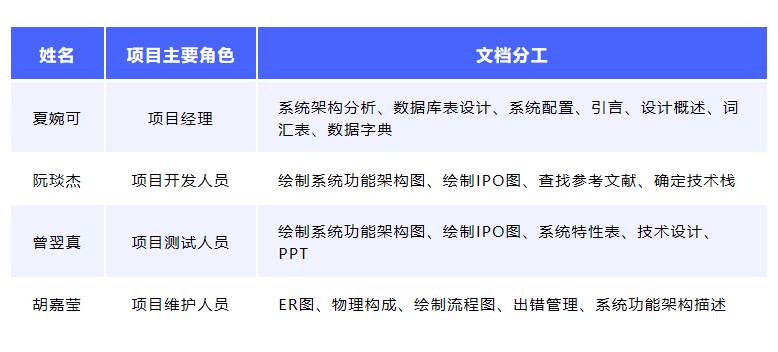 姓名 项目主要角色 文档分工
夏婉可 项目经理 系统架构分析、数据库表设计、系统配置、引言、设计概述、词
汇表、数据字典
阮琰杰 项目开发人员 绘制系统功能架构图、绘制IPO图、查找参考文献、确定技术栈
曾翌真 项目测试人员 绘制系统功能架构图、绘制IPO图、系统特性表、技术设计、
PPT
胡嘉莹 项目维护人员 ER图、物理构成、绘制流程图、出错管理、系统功能架构描述